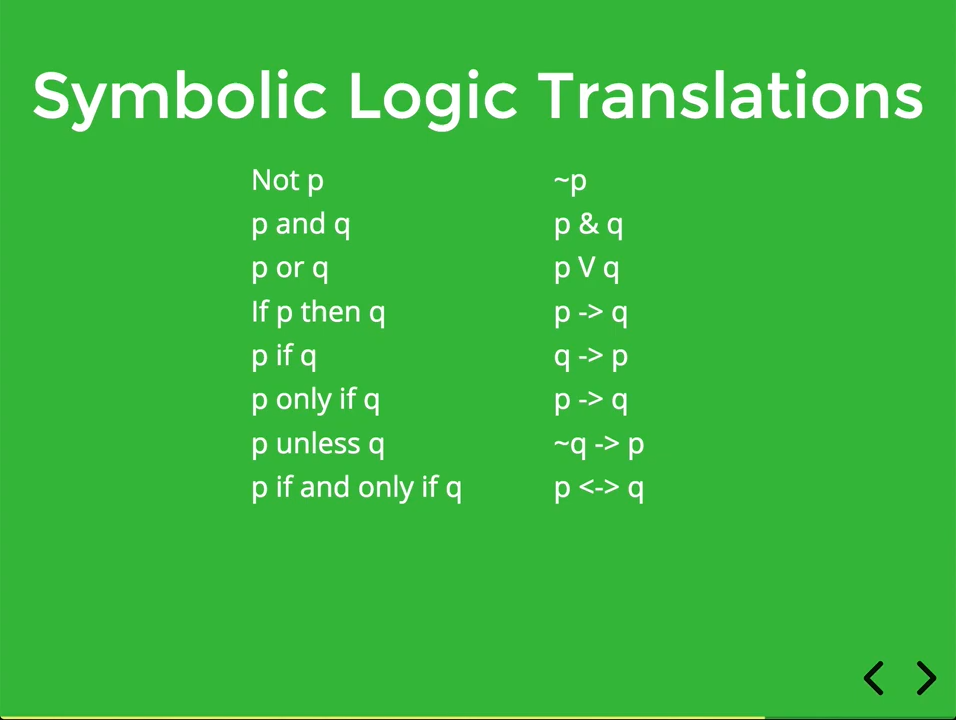 Symbolic Logic Translations
Not p ~p
p and q p & q
p or q p V q
If p then q p -> q
p if q q -> p
p only if q p -> q
p unless q ~q -> p
p if and only if q p <-> q